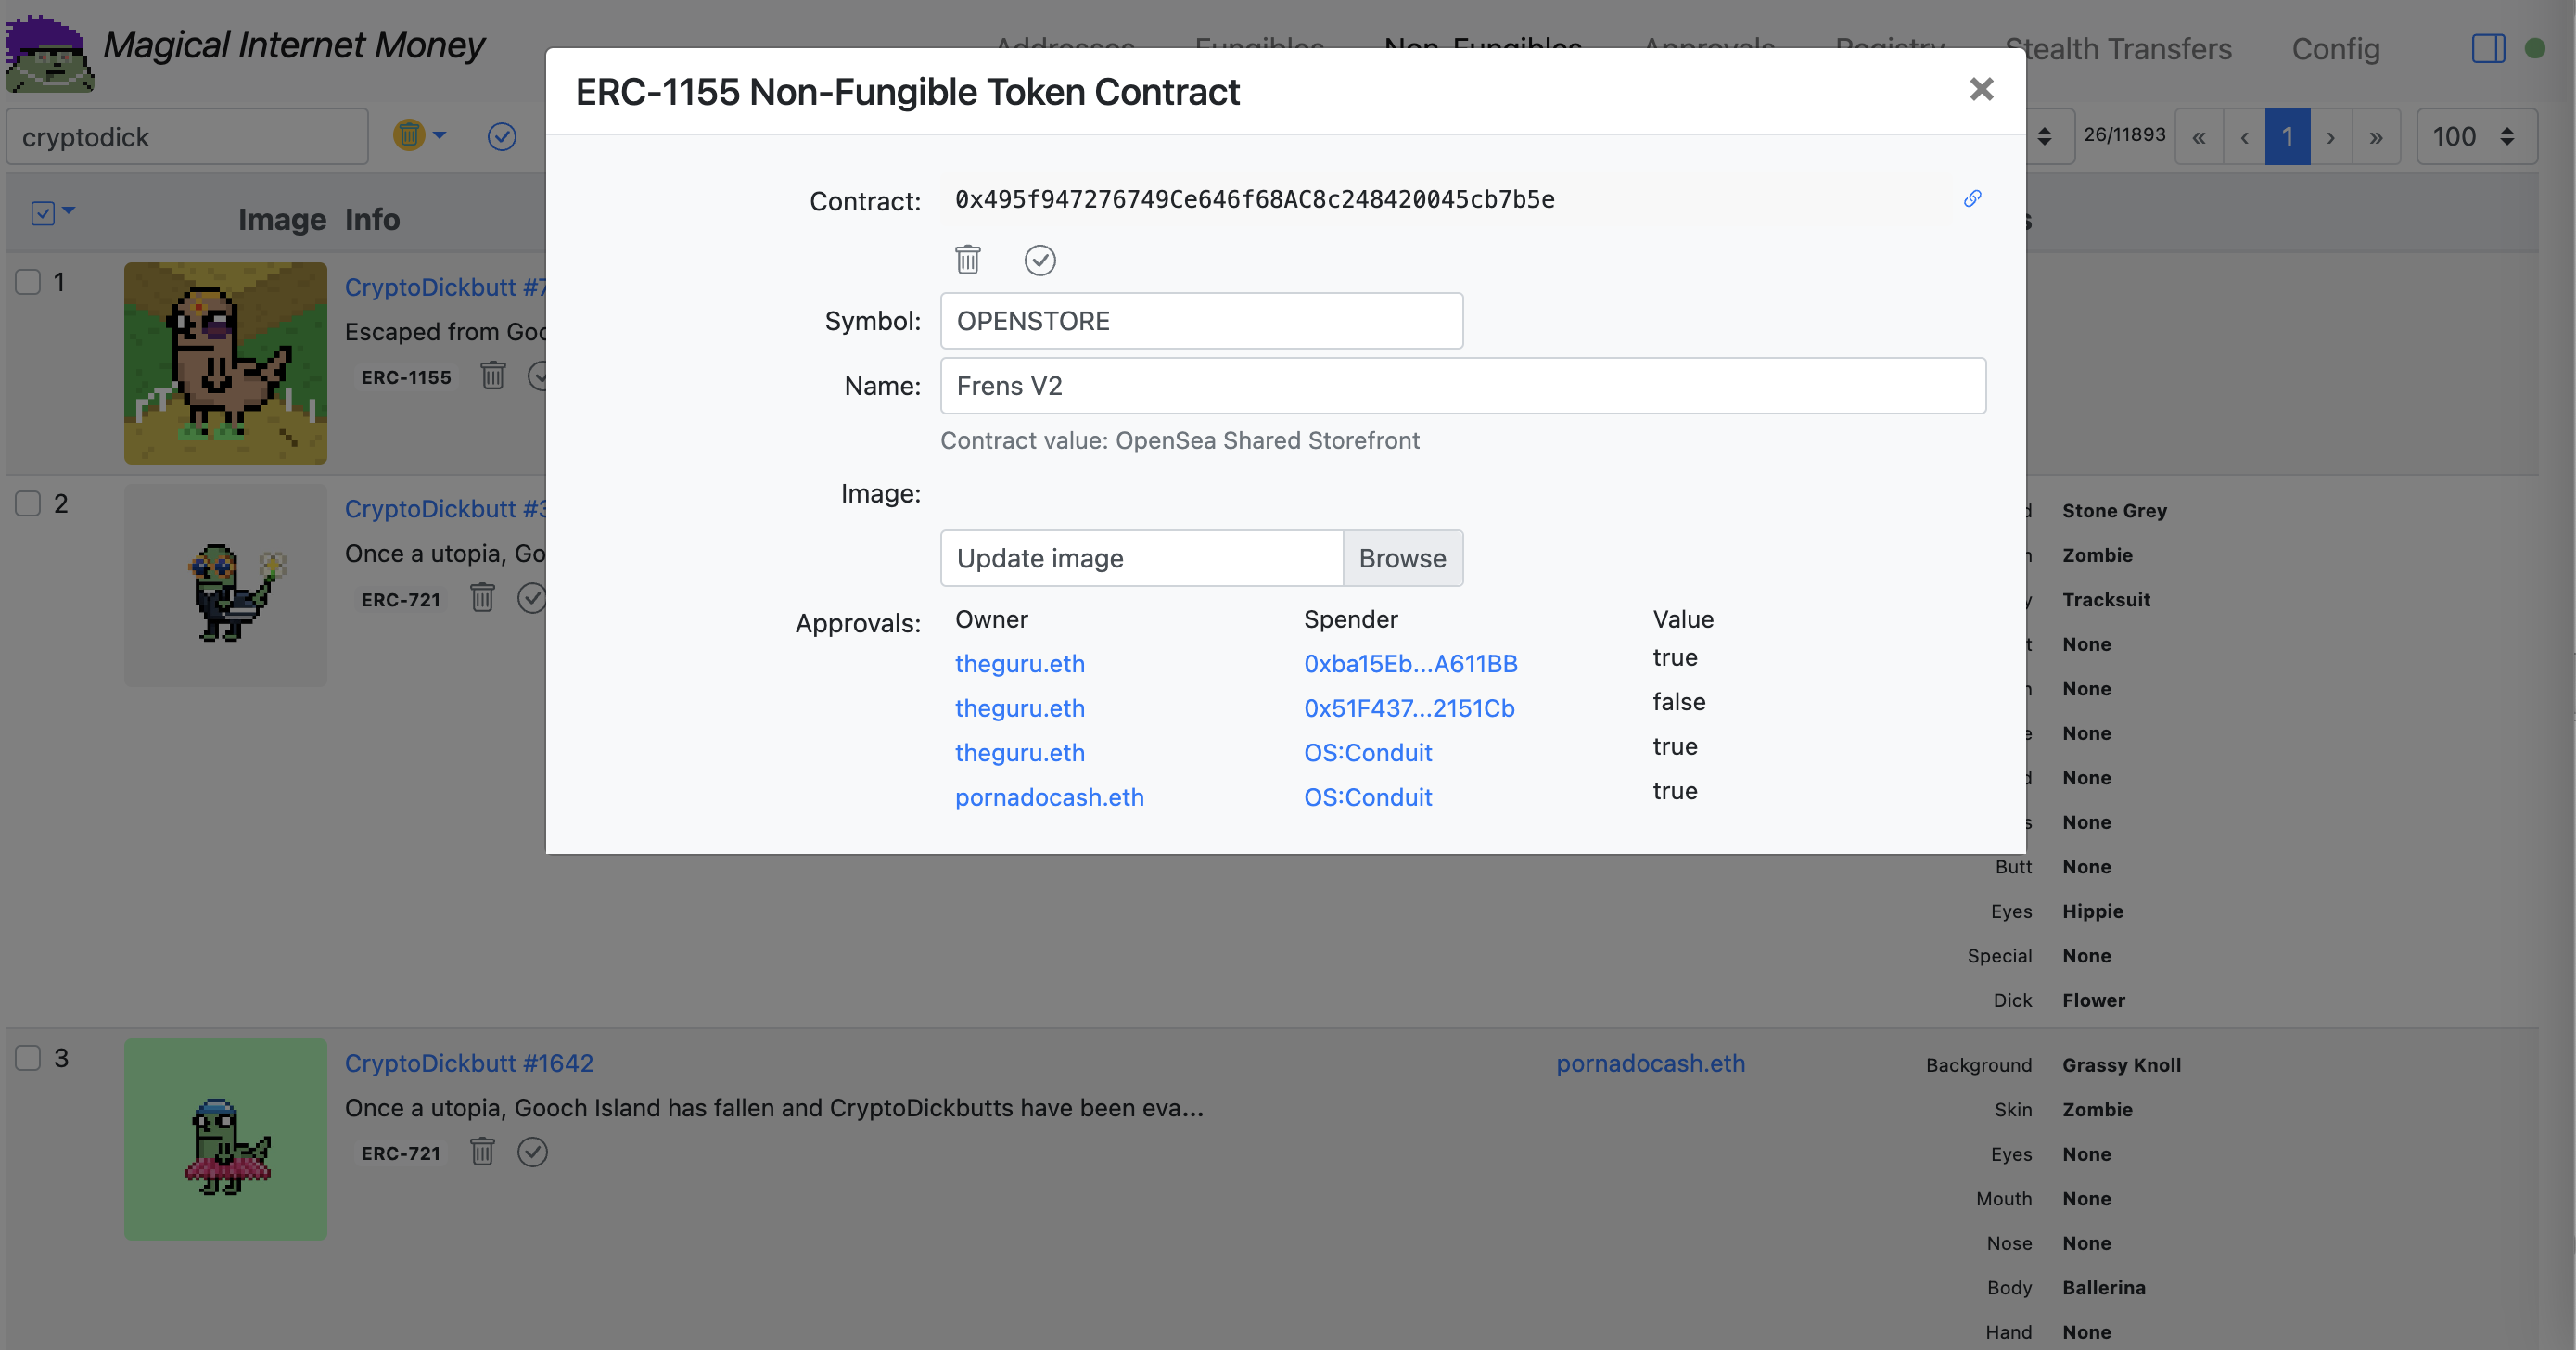 Magical Internet Money
Addresses Fungibles Non-Fungibles Approvals Registry Stealth Transfers Config
cryptodick
26/11893 « ‹ 1 › » 100
Image Info
1
CryptoDickbutt #7
Escaped from Goo
ERC-1155
2
CryptoDickbutt #3
Once a utopia, Go
ERC-721
ERC-1155 Non-Fungible Token Contract
Contract: 0x495f947276749Ce646f68AC8c248420045cb7b5e
Symbol: OPENSTORE
Name: Frens V2
Contract value: OpenSea Shared Storefront
Image:
Update image Browse
Approvals: Owner Spender Value
theguru.eth 0xba15Eb...A611BB true
theguru.eth 0x51F437...2151Cb false
theguru.eth OS:Conduit true
pornadocash.eth OS:Conduit true
Stone Grey
Zombie
Tracksuit
None
None
None
None
None
Butt None
Eyes Hippie
Special None
Dick Flower
3
CryptoDickbutt #1642
Once a utopia, Gooch Island has fallen and CryptoDickbutts have been eva...
ERC-721
pornadocash.eth
Background Grassy Knoll
Skin Zombie
Eyes None
Mouth None
Nose None
Body Ballerina
Hand None